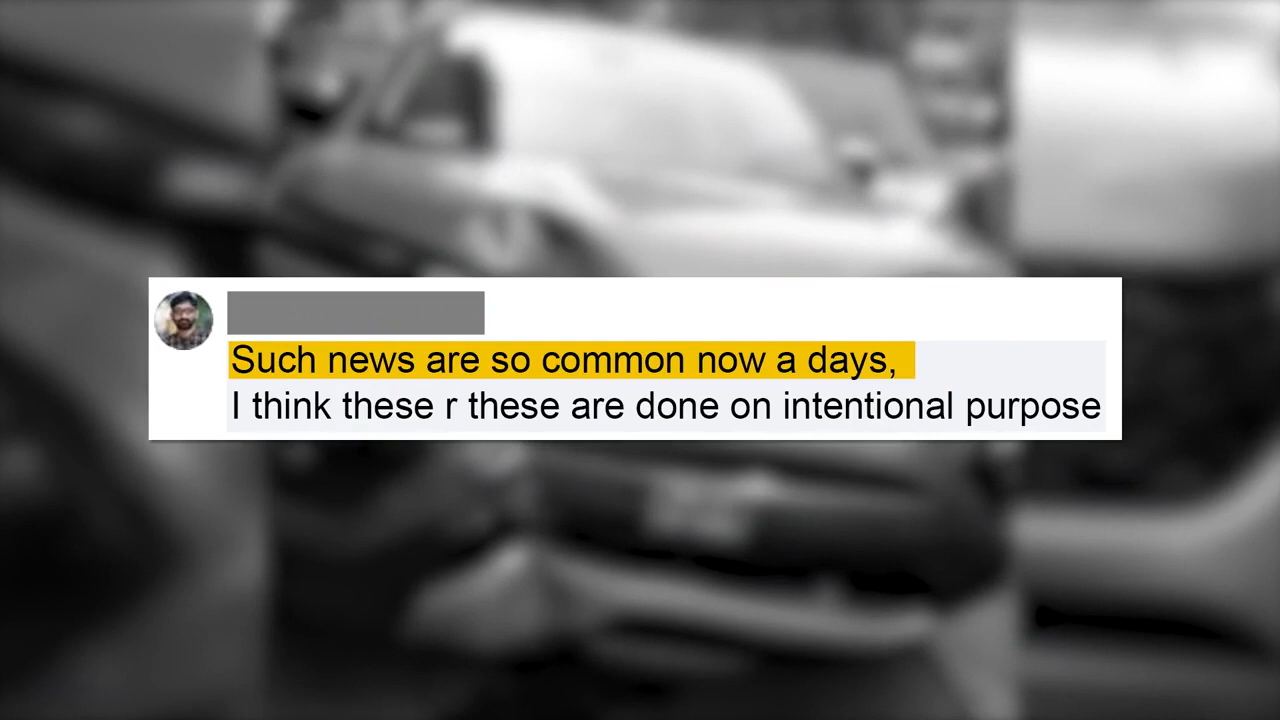 Such news are so common now a days,
I think these r these are done on intentional purpose